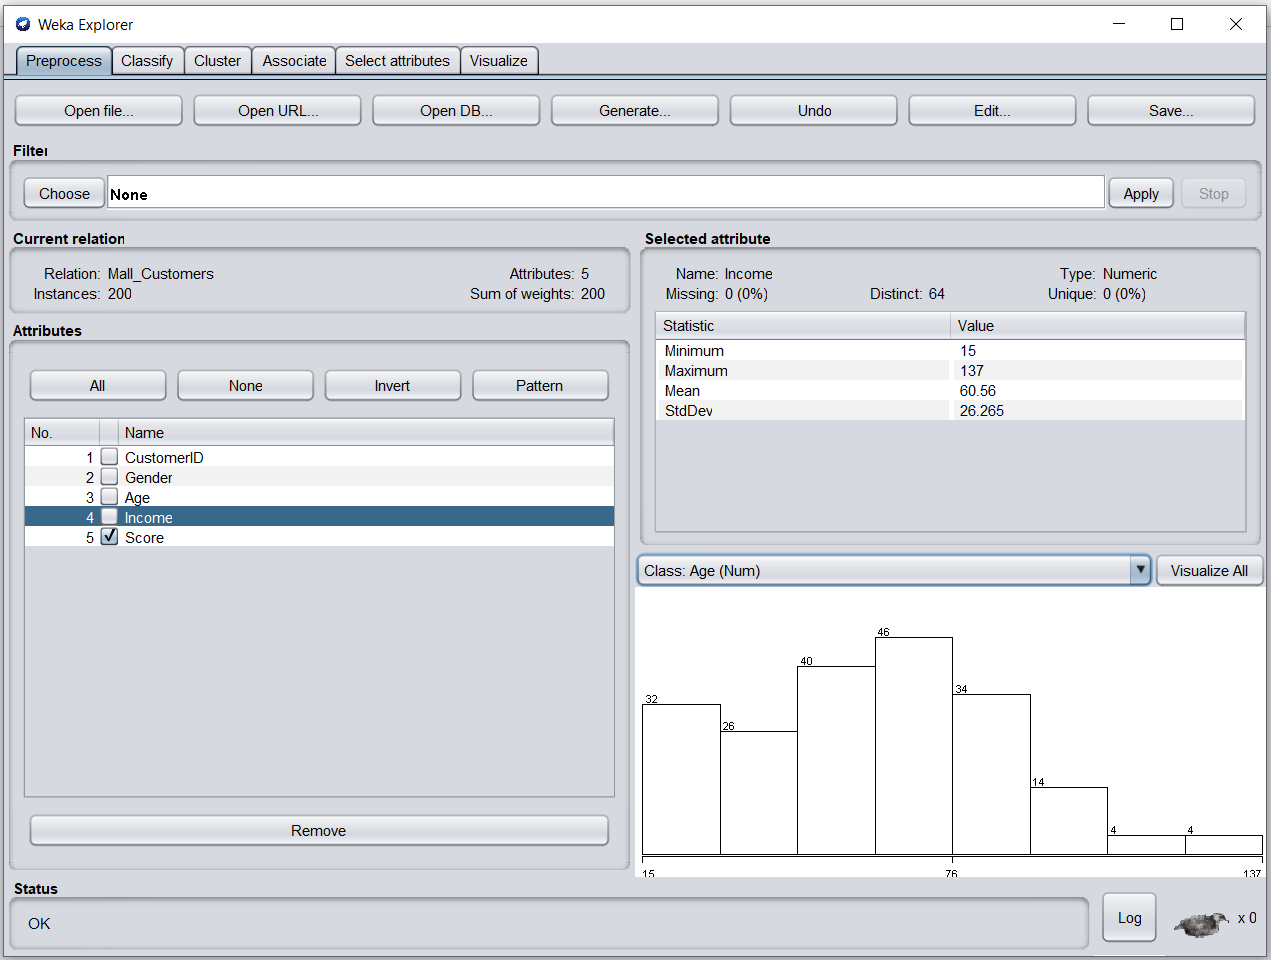 Weka Explorer
Preprocess Classify Cluster Associate Select attributes Visualize
Open file... Open URL... Open DB... Generate... Undo Edit... Save...
Filter
Choose None Apply Stop
Current relation
Relation: Mall_Customers Attributes: 5
Instances: 200 Sum of weights: 200
Attributes
All None Invert Pattern
No. Name
1 CustomerID
2 Gender
3 Age
4 Income
5 Score
Remove
Selected attribute
Name: Income Type: Numeric
Missing: 0 (0%) Distinct: 64 Unique: 0 (0%)
Statistic Value
Minimum 15
Maximum 137
Mean 60.56
StdDev 26.265
Class: Age (Num) Visualize All
46
40
34
32
26
14
4 4
15 76 137
Status
OK
Log x 0